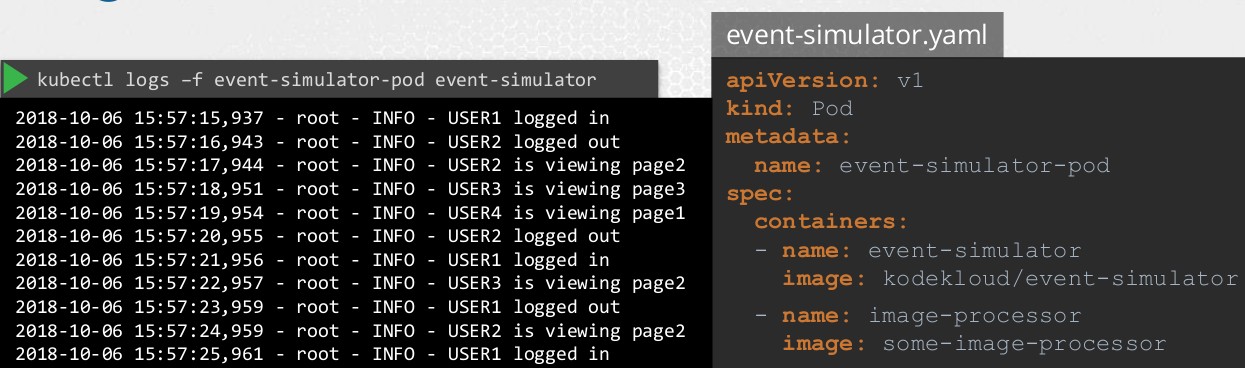 kubectl logs –f event-simulator-pod event-simulator
2018-10-06 15:57:15,937 - root - INFO - USER1 logged in
2018-10-06 15:57:16,943 - root - INFO - USER2 logged out
2018-10-06 15:57:17,944 - root - INFO - USER2 is viewing page2
2018-10-06 15:57:18,951 - root - INFO - USER3 is viewing page3
2018-10-06 15:57:19,954 - root - INFO - USER4 is viewing page1
2018-10-06 15:57:20,955 - root - INFO - USER2 logged out
2018-10-06 15:57:21,956 - root - INFO - USER1 logged in
2018-10-06 15:57:22,957 - root - INFO - USER3 is viewing page2
2018-10-06 15:57:23,959 - root - INFO - USER1 logged out
2018-10-06 15:57:24,959 - root - INFO - USER2 is viewing page2
2018-10-06 15:57:25,961 - root - INFO - USER1 logged in
event-simulator.yaml
apiVersion: v1
kind: Pod
metadata:
  name: event-simulator-pod
spec:
  containers:
  - name: event-simulator
    image: kodekloud/event-simulator
  - name: image-processor
    image: some-image-processor